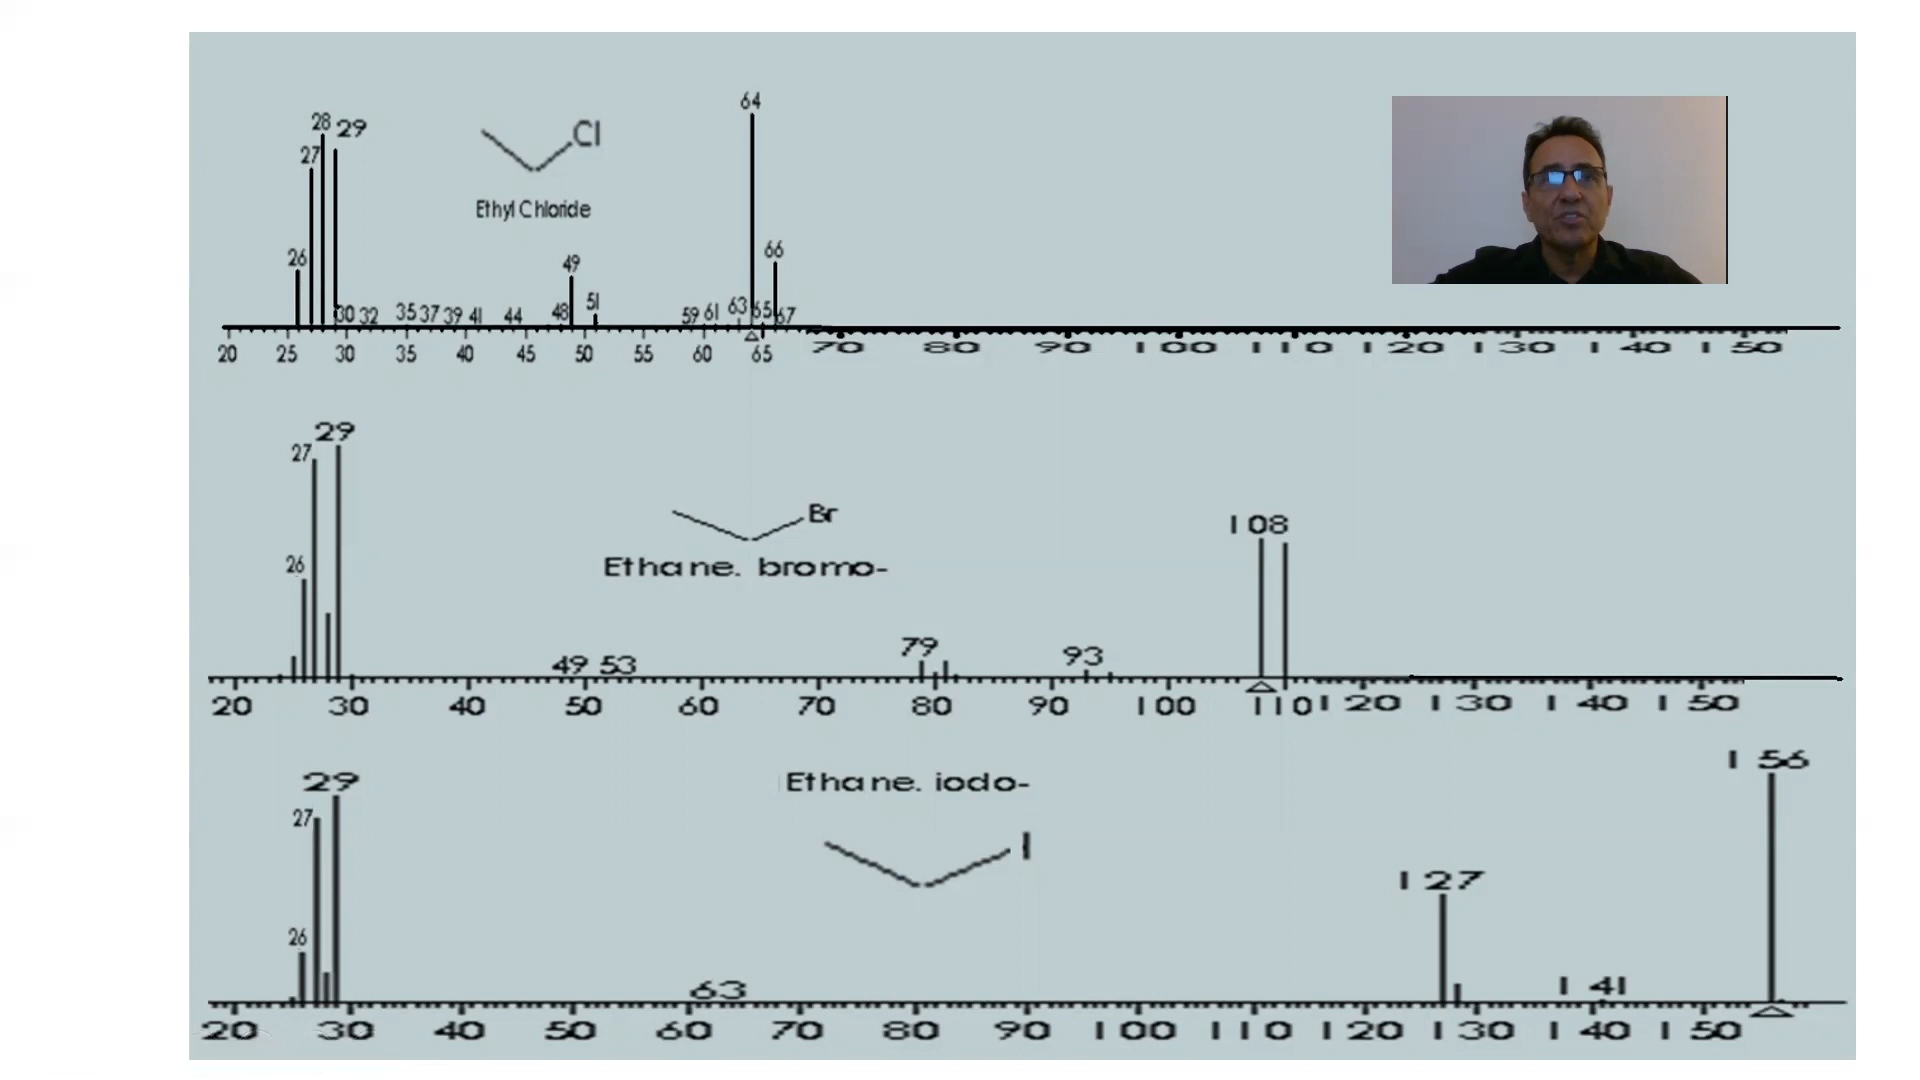 64
28 29
27
Cl
Ethyl Chloride
66
26
49
51
30 32 35 37 39 41 44 48 59 61 63 65 67
20 25 30 35 40 45 50 55 60 65 70 80 90 100 110 120 130 140 150
29
27
Br
108
26
Ethane. bromo-
79
93
49 53
20 30 40 50 60 70 80 90 100 110 120 130 140 150
156
29
Ethane. iodo-
27
I
127
26
63
141
20 30 40 50 60 70 80 90 100 110 120 130 140 150